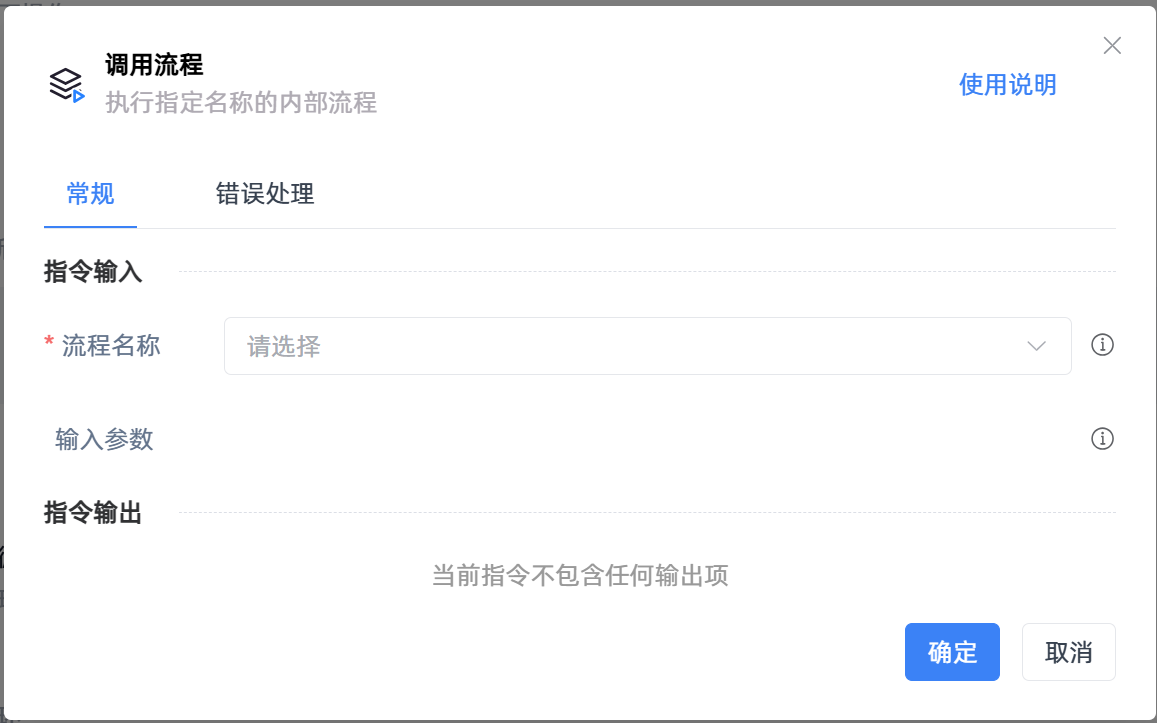 调用流程
执行指定名称的内部流程
使用说明
常规
错误处理
指令输入
* 流程名称
请选择
输入参数
指令输出
当前指令不包含任何输出项
确定
取消